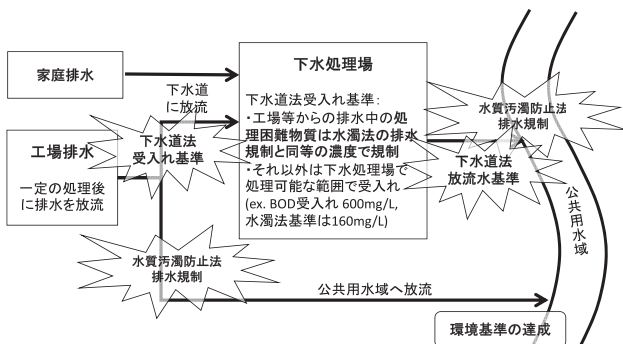 家庭排水
工場排水
一定の処理後
に排水を放流
下水道
に放流
下水道法
受入れ基準
水質汚濁防止法
排水規制
下水処理場
下水道法受入れ基準:
・工場等からの排水中の処
理困難物質は水濁法の排水
規制と同等の濃度で規制
・それ以外は下水処理場で
処理可能な範囲で受入れ
(ex. BOD受入れ 600mg/L,
水濁法基準は160mg/L)
水質汚濁防止法
排水規制
下水道法
放流水基準
公共用水域
公共用水域へ放流
環境基準の達成